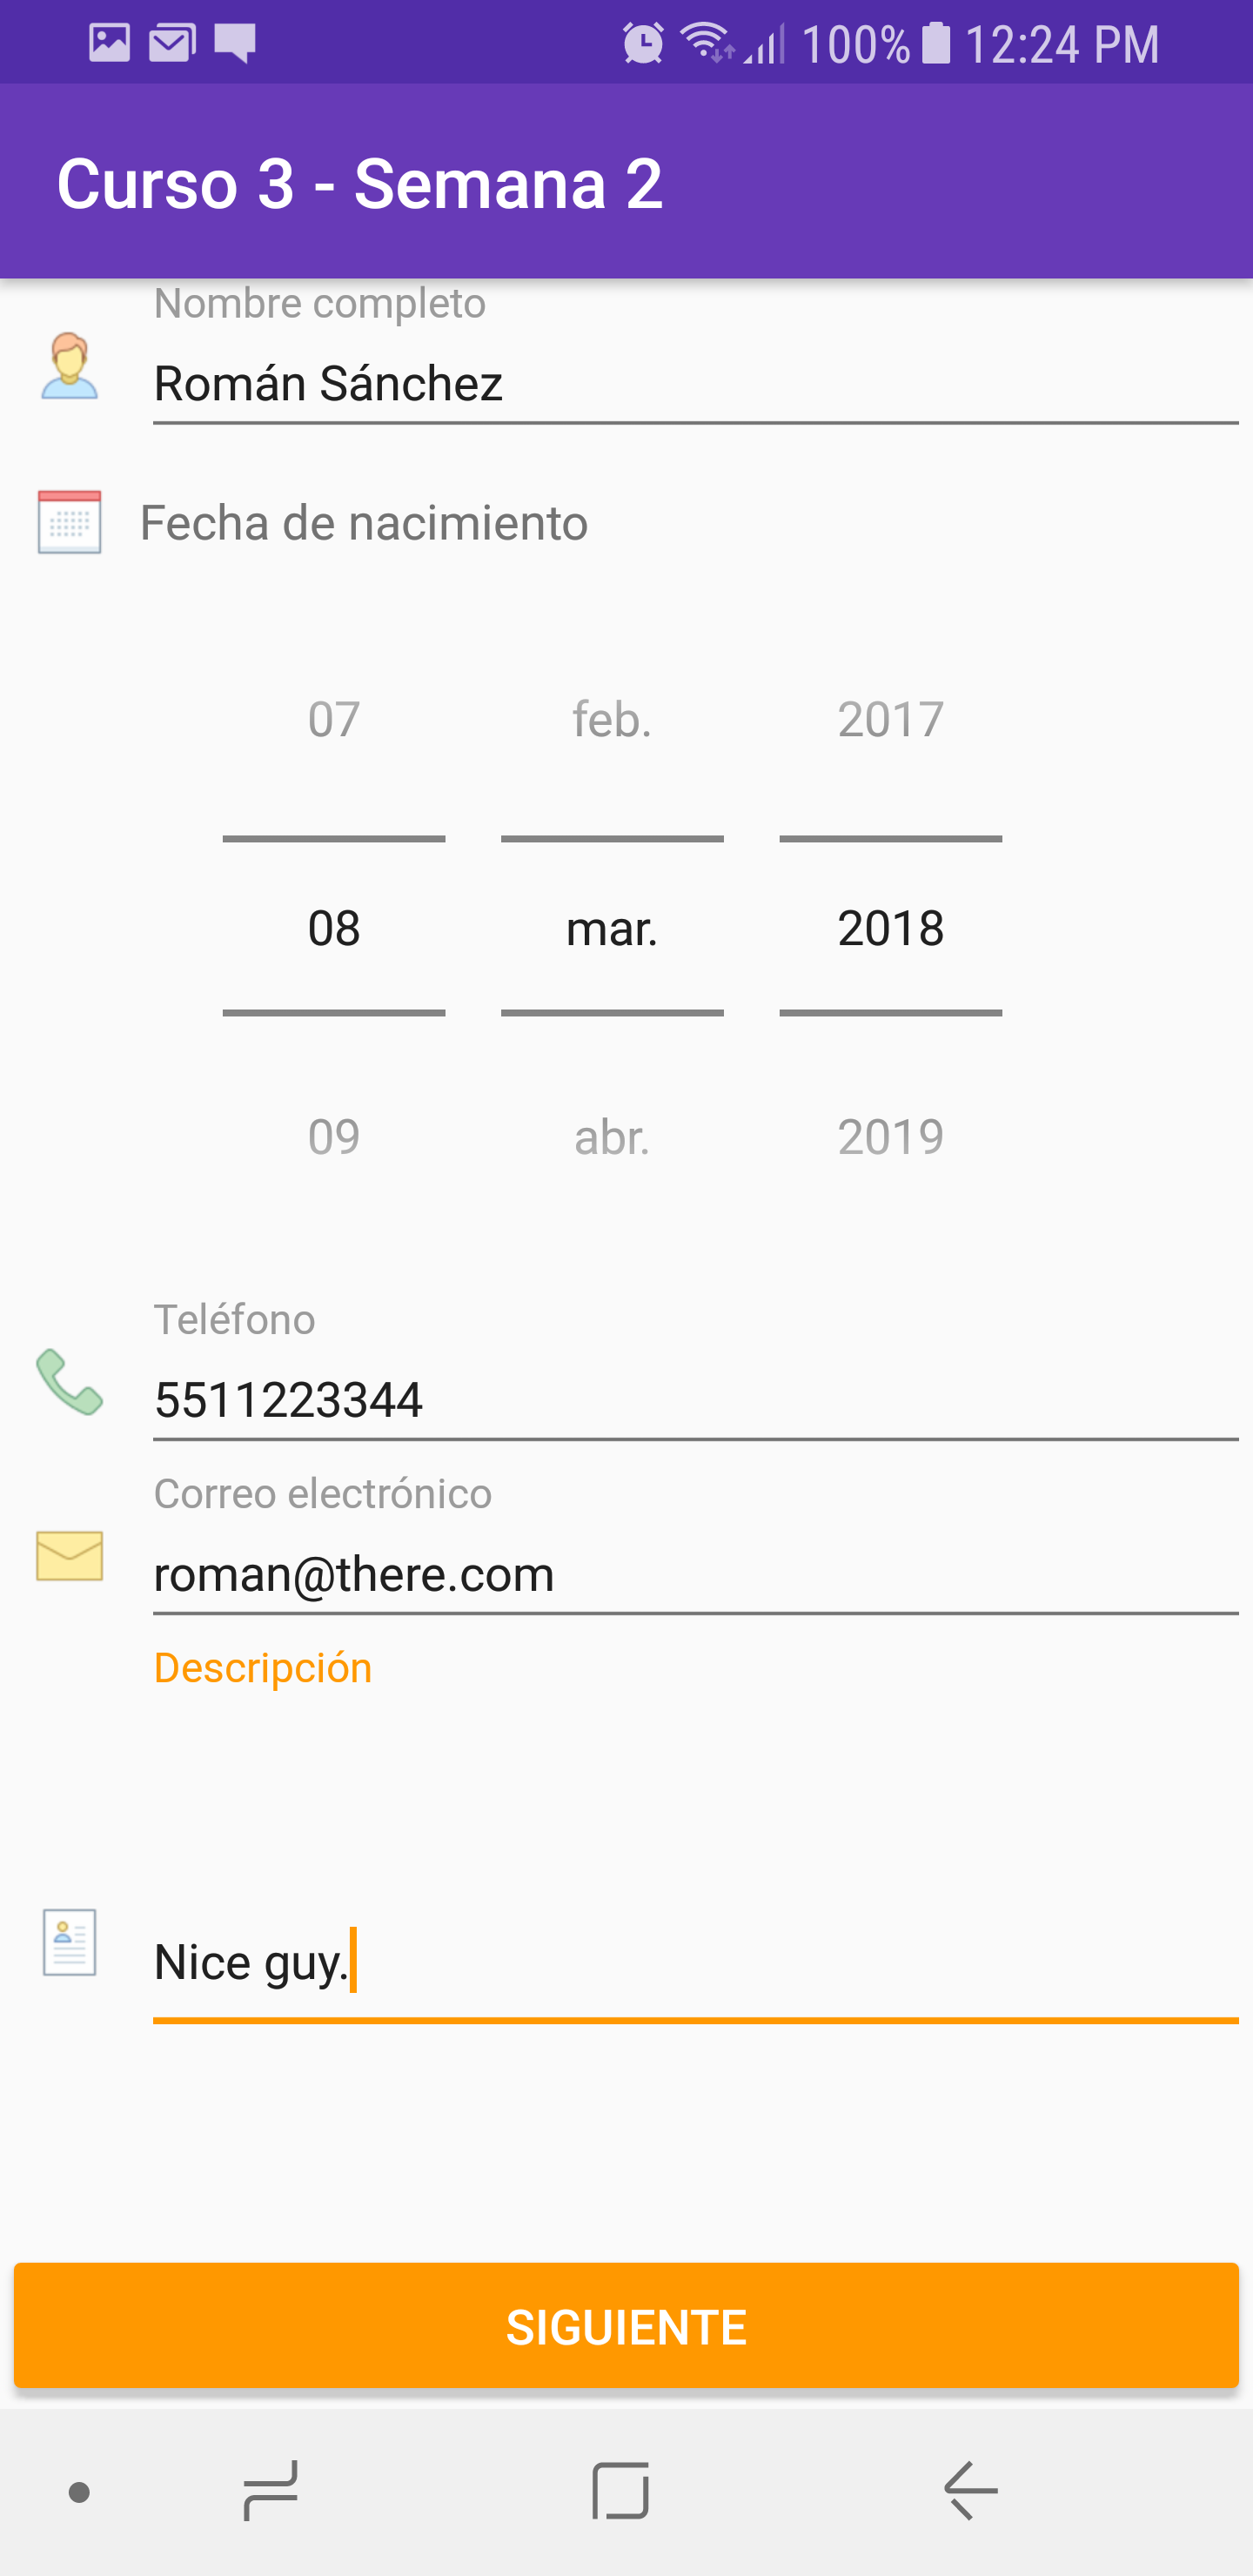 100% 12:24 PM
Curso 3 - Semana 2
Nombre completo
Román Sánchez
Fecha de nacimiento
07 feb. 2017
08 mar. 2018
09 abr. 2019
Teléfono
5511223344
Correo electrónico
roman@there.com
Descripción
Nice guy.
SIGUIENTE